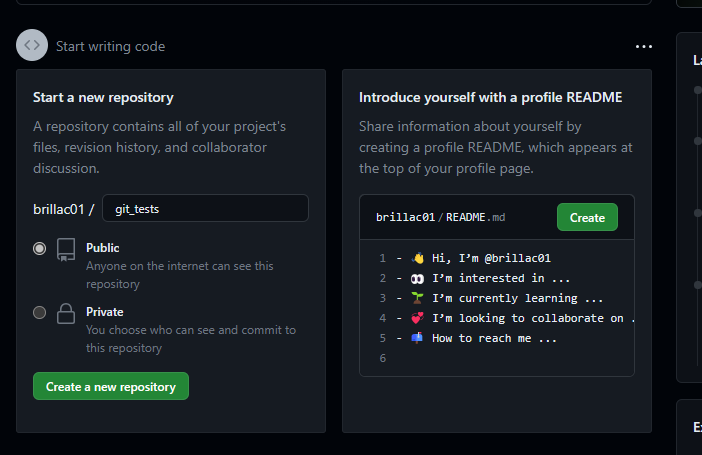 Start writing code
Start a new repository
A repository contains all of your project's
files, revision history, and collaborator
discussion.
brillac01 / git_tests
Public
Anyone on the internet can see this
repository
Private
You choose who can see and commit to
this repository
Create a new repository
Introduce yourself with a profile README
Share information about yourself by
creating a profile README, which appears at
the top of your profile page.
brillac01 / README.md
Create
1 - 👋 Hi, I’m @brillac01
2 - 👀 I’m interested in ...
3 - 🌱 I’m currently learning ...
4 - 💞️ I’m looking to collaborate on .
5 - 📫 How to reach me ...
6